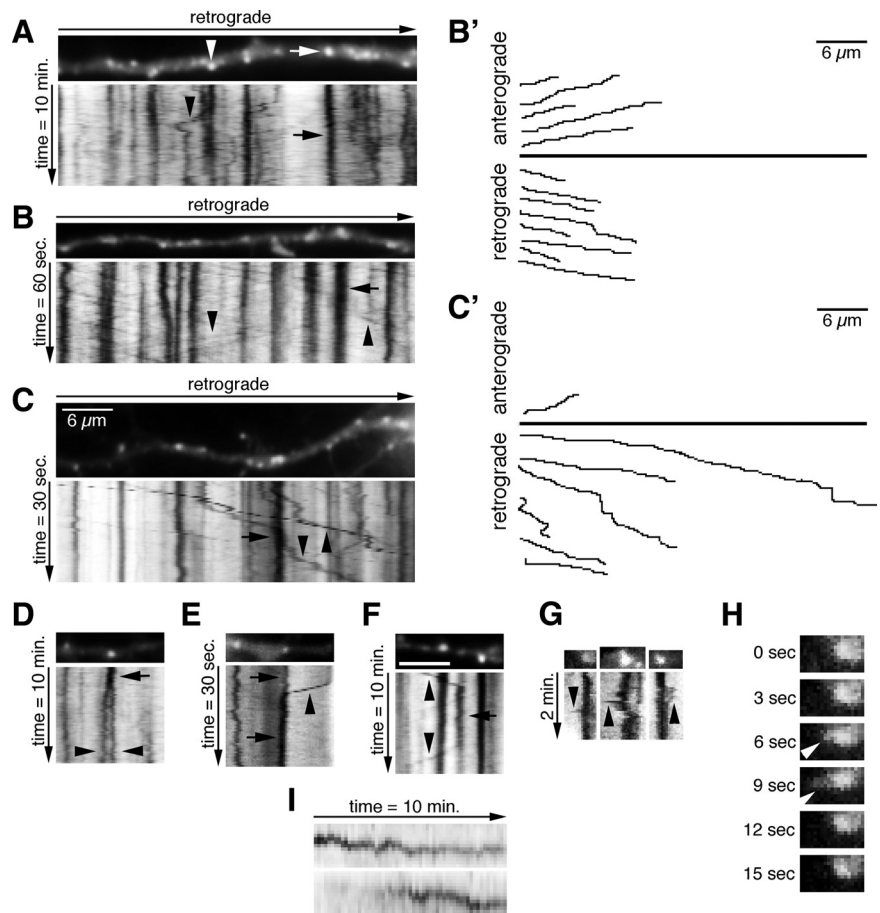 A
retrograde
time = 10 min.
B
retrograde
time = 60 sec.
C
retrograde
6 µm
time = 30 sec.
B’
6 µm
anterograde
retrograde
C’
6 µm
anterograde
retrograde
D
time = 10 min.
E
time = 30 sec.
F
time = 10 min.
G
2 min.
H
0 sec
3 sec
6 sec
9 sec
12 sec
15 sec
I
time = 10 min.